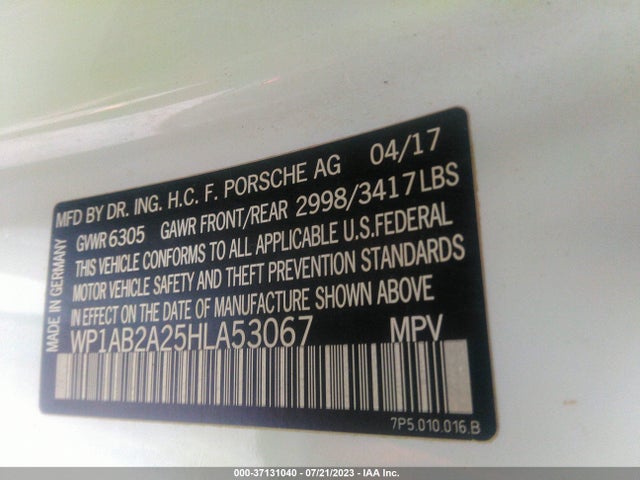 MFD BY DR. ING. H.C. F. PORSCHE AG 04/17
GVWR 6305 GAWR FRONT/REAR 2998/3417 LBS
THIS VEHICLE CONFORMS TO ALL APPLICABLE U.S.FEDERAL
MOTOR VEHICLE SAFETY AND THEFT PREVENTION STANDARDS
IN EFFECT ON THE DATE OF MANUFACTURE SHOWN ABOVE
WP1AB2A25HLA53067 MPV
MADE IN GERMANY
7P5.010.016.B
000-37131040 - 07/21/2023 - IAA Inc.